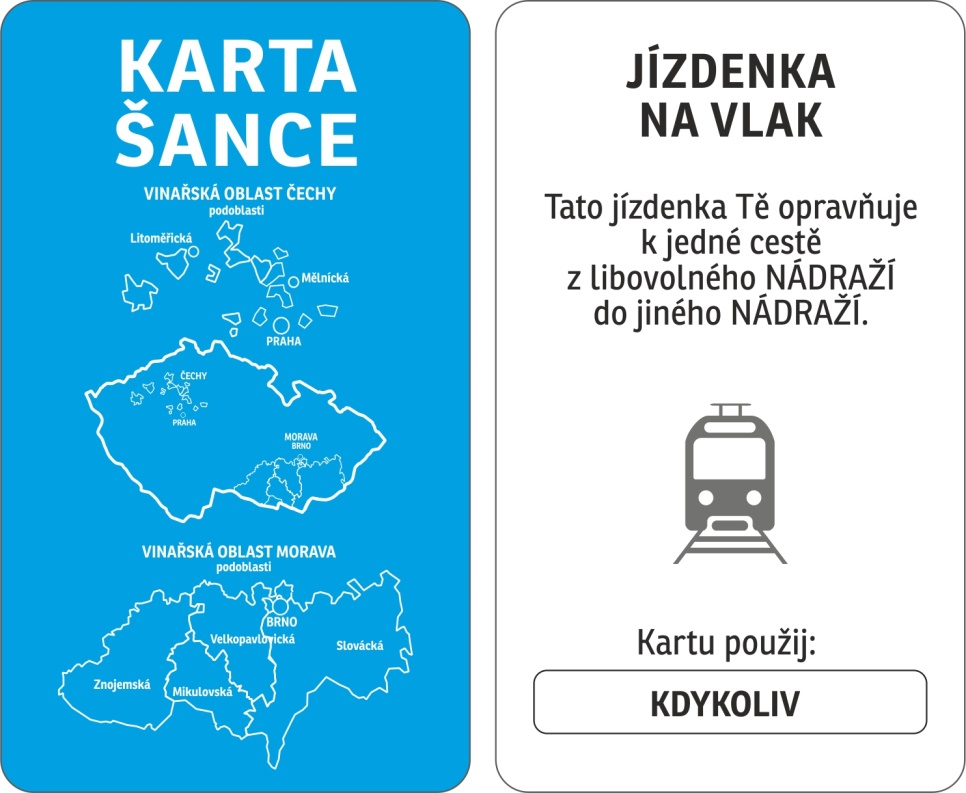 KARTA
ŠANCE
VINAŘSKÁ OBLAST ČECHY
podoblasti
Litoměřická
Mělnická
PRAHA
ČECHY
PRAHA
MORAVA
BRNO
VINAŘSKÁ OBLAST MORAVA
podoblasti
BRNO
Velkopavlovická
Slovácká
Znojemská
Mikulovská
JÍZDENKA
NA VLAK
Tato jízdenka Tě opravňuje
k jedné cestě
z libovolného NÁDRAŽÍ
do jiného NÁDRAŽÍ.
Kartu použij:
KDYKOLIV